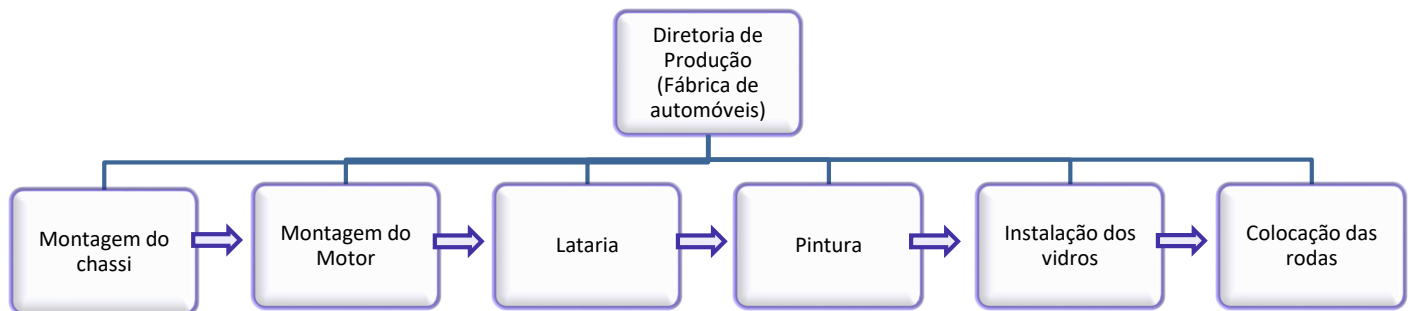 Diretoria de
Produção
(Fábrica de
automóveis)
Montagem do
chassi
Montagem do
Motor
Lataria
Pintura
Instalação dos
vidros
Colocação das
rodas